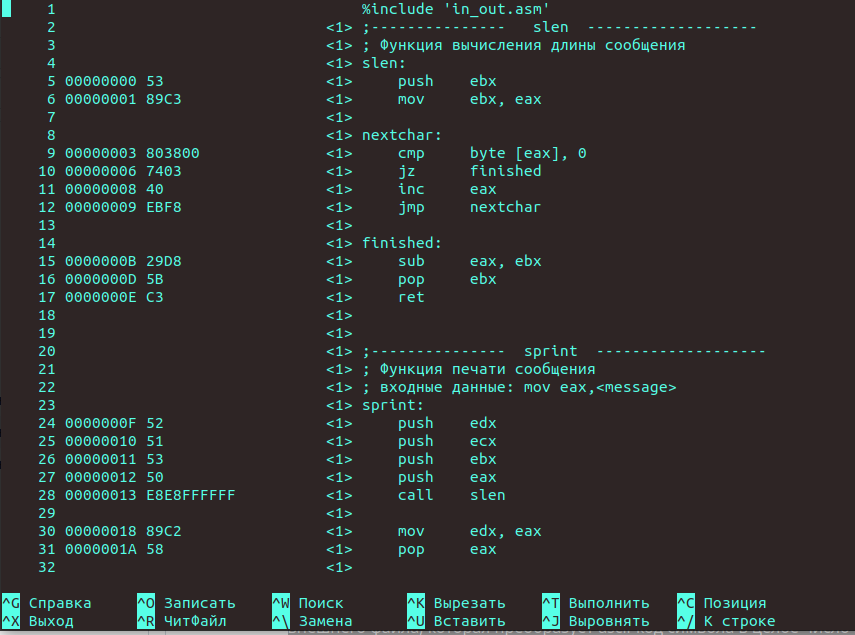 1 %include 'in_out.asm'
2 <1> ;--------------- slen -------------------
3 <1> ; Функция вычисления длины сообщения
4 <1> slen:
5 00000000 53 <1> push ebx
6 00000001 89C3 <1> mov ebx, eax
7 <1>
8 <1> nextchar:
9 00000003 803800 <1> cmp byte [eax], 0
10 00000006 7403 <1> jz finished
11 00000008 40 <1> inc eax
12 00000009 EBF8 <1> jmp nextchar
13 <1>
14 <1> finished:
15 0000000B 29D8 <1> sub eax, ebx
16 0000000D 5B <1> pop ebx
17 0000000E C3 <1> ret
18 <1>
19 <1>
20 <1> ;--------------- sprint -------------------
21 <1> ; Функция печати сообщения
22 <1> ; входные данные: mov eax,<message>
23 <1> sprint:
24 0000000F 52 <1> push edx
25 00000010 51 <1> push ecx
26 00000011 53 <1> push ebx
27 00000012 50 <1> push eax
28 00000013 E8E8FFFFFF <1> call slen
29 <1>
30 00000018 89C2 <1> mov edx, eax
31 0000001A 58 <1> pop eax
32 <1>
^G Справка ^O Записать ^W Поиск ^K Вырезать ^T Выполнить ^C Позиция
^X Выход ^R ЧитФайл ^\ Замена ^U Вставить ^J Выровнять ^/ К строке